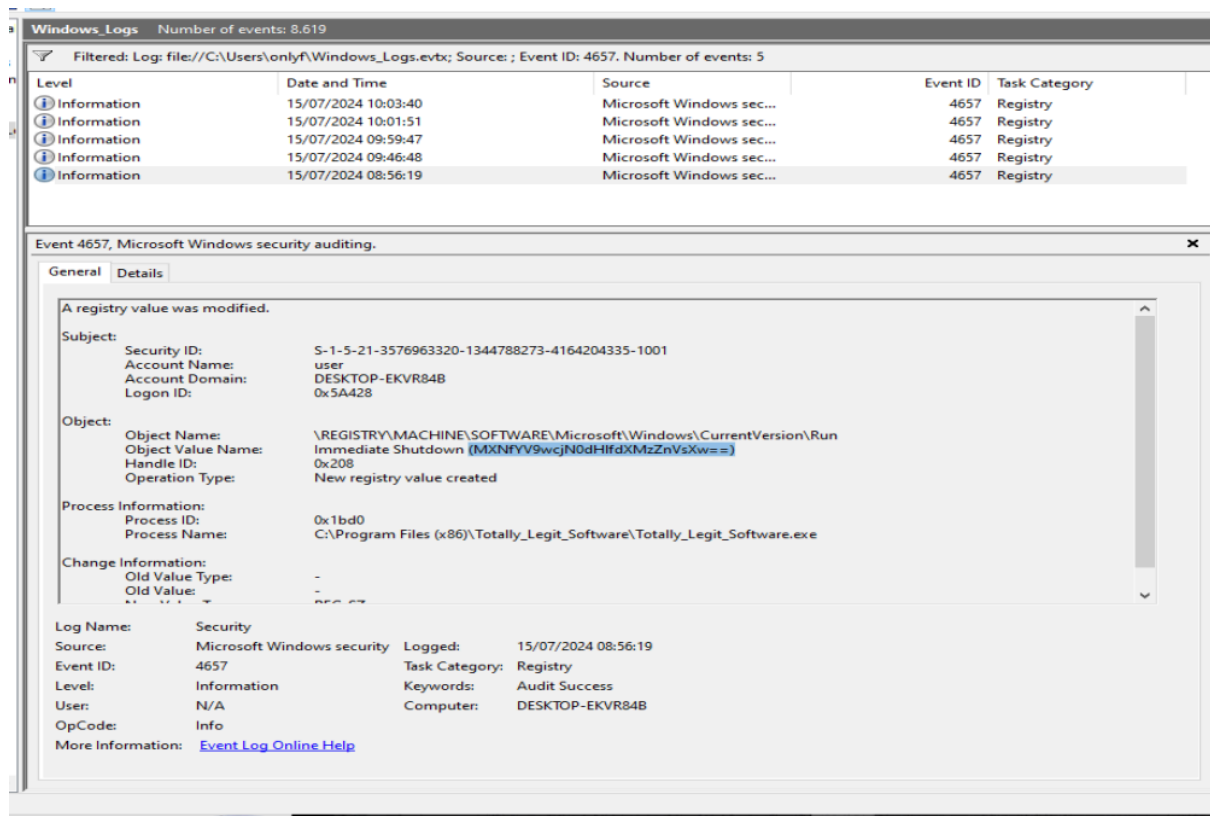 Windows_Logs Number of events: 8.619
Filtered: Log: file://C:\Users\onlyf\Windows_Logs.evtx; Source: ; Event ID: 4657. Number of events: 5
Level Date and Time Source Event ID Task Category
Information 15/07/2024 10:03:40 Microsoft Windows sec... 4657 Registry
Information 15/07/2024 10:01:51 Microsoft Windows sec... 4657 Registry
Information 15/07/2024 09:59:47 Microsoft Windows sec... 4657 Registry
Information 15/07/2024 09:46:48 Microsoft Windows sec... 4657 Registry
Information 15/07/2024 08:56:19 Microsoft Windows sec... 4657 Registry
Event 4657, Microsoft Windows security auditing.
General Details
A registry value was modified.
Subject:
Security ID: S-1-5-21-3576963320-1344788273-4164204335-1001
Account Name: user
Account Domain: DESKTOP-EKVR84B
Logon ID: 0x5A428
Object:
Object Name: \REGISTRY\MACHINE\SOFTWARE\Microsoft\Windows\CurrentVersion\Run
Object Value Name: Immediate Shutdown (MXNfYV9wcjN0dHlfdXMzZnVsXw==)
Handle ID: 0x208
Operation Type: New registry value created
Process Information:
Process ID: 0x1bd0
Process Name: C:\Program Files (x86)\Totally_Legit_Software\Totally_Legit_Software.exe
Change Information:
Old Value Type: -
Old Value: -
Log Name: Security
Source: Microsoft Windows security Logged: 15/07/2024 08:56:19
Event ID: 4657 Task Category: Registry
Level: Information Keywords: Audit Success
User: N/A Computer: DESKTOP-EKVR84B
OpCode: Info
More Information: Event Log Online Help